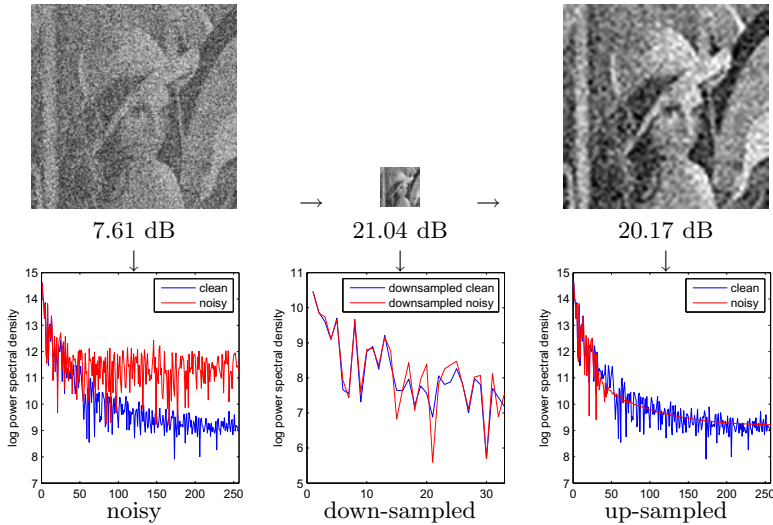 → →
7.61 dB 21.04 dB 20.17 dB
↓ ↓ ↓
log power spectral density
15
14
13
12
11
10
9
8
7
clean
noisy
0 50 100 150 200 250
noisy
log power spectral density
11
10
9
8
7
6
5
downsampled clean
downsampled noisy
0 10 20 30
down-sampled
log power spectral density
15
14
13
12
11
10
9
8
7
clean
noisy
0 50 100 150 200 250
up-sampled